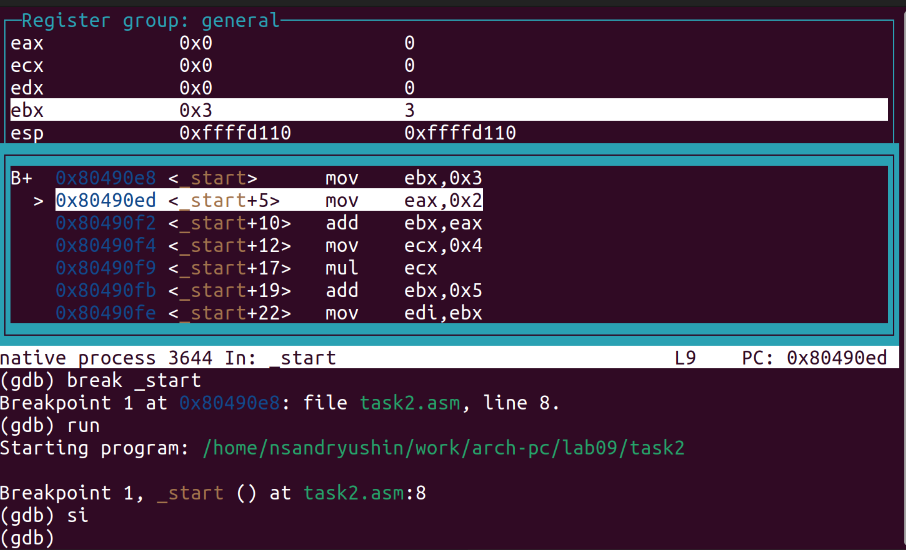 Register group: general
eax 0x0 0
ecx 0x0 0
edx 0x0 0
ebx 0x3 3
esp 0xffffd110 0xffffd110
B+ 0x80490e8 <_start> mov ebx,0x3
> 0x80490ed <_start+5> mov eax,0x2
0x80490f2 <_start+10> add ebx,eax
0x80490f4 <_start+12> mov ecx,0x4
0x80490f9 <_start+17> mul ecx
0x80490fb <_start+19> add ebx,0x5
0x80490fe <_start+22> mov edi,ebx
native process 3644 In: _start L9 PC: 0x80490ed
(gdb) break _start
Breakpoint 1 at 0x80490e8: file task2.asm, line 8.
(gdb) run
Starting program: /home/nsandryushin/work/arch-pc/lab09/task2
Breakpoint 1, _start () at task2.asm:8
(gdb) si
(gdb)